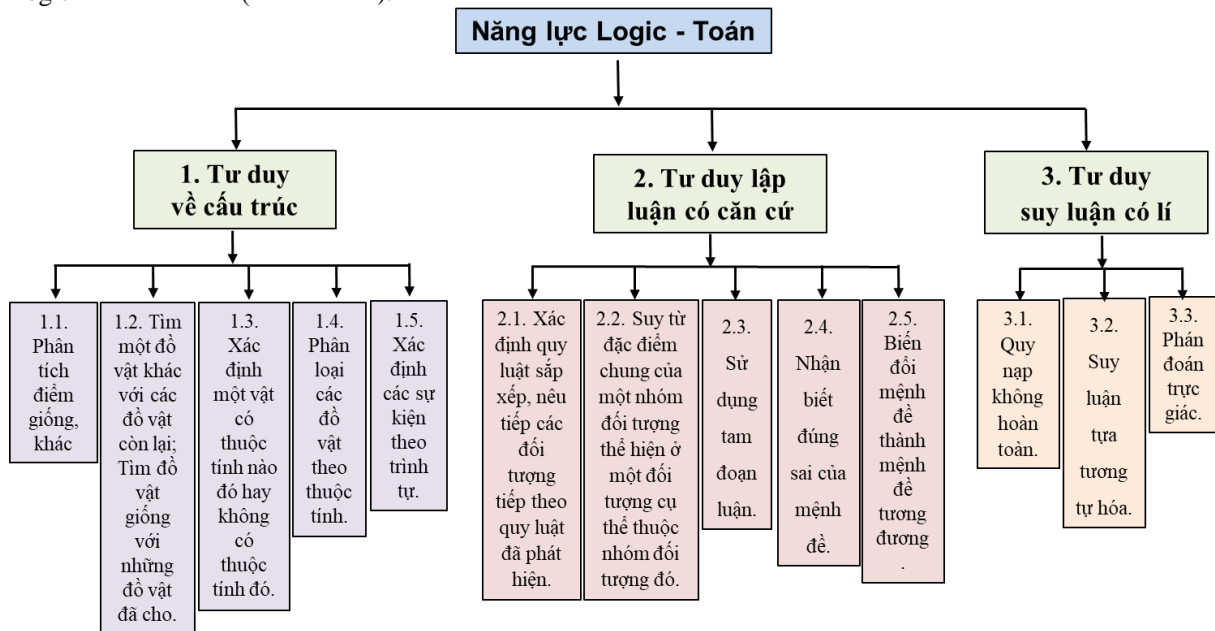 Năng lực Logic - Toán
1. Tư duy
về cấu trúc
2. Tư duy lập
luận có căn cứ
3. Tư duy
suy luận có lí
1.1.
Phân
tích
điểm
giống,
khác
1.2. Tìm
một đồ
vật khác
với các
đồ vật
còn lại;
Tìm đồ
vật
giống
với
những
đồ vật
đã cho.
1.3.
Xác
định
một vật
có
thuộc
tính nào
đó hay
không
có
thuộc
tính đó.
1.4.
Phân
loại
các
đồ
vật
theo
thuộc
tính.
1.5.
Xác
định
các sự
kiện
theo
trình
tự.
2.1. Xác
định quy
luật sắp
xếp, nêu
tiếp các
đối
tượng
tiếp theo
quy luật
đã phát
hiện.
2.2. Suy từ
đặc điểm
chung của
một nhóm
đối tượng
thể hiện ở
một đối
tượng cụ
thể thuộc
nhóm đối
tượng đó.
2.3.
Sử
dụng
tam
đoạn
luận.
2.4.
Nhận
biết
đúng
sai của
mệnh
đề.
2.5.
Biến
đổi
mệnh
đề
thành
mệnh
đề
tương
đương
.
3.1.
Quy
nạp
không
hoàn
toàn.
3.2.
Suy
luận
tựa
tương
tự hóa.
3.3.
Phán
đoán
trực
giác.